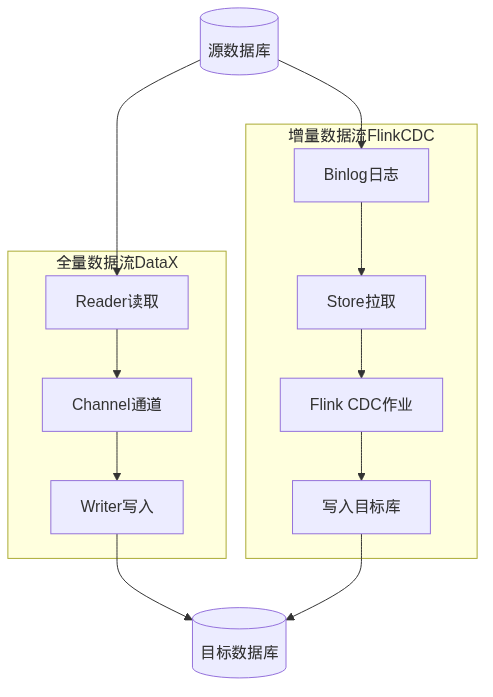 源数据库
增量数据流FlinkCDC
Binlog日志
全量数据流DataX
Reader读取
Store拉取
Channel通道
Flink CDC作业
Writer写入
写入目标库
目标数据库